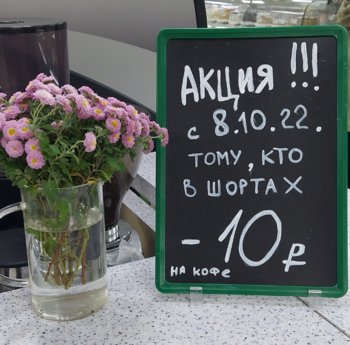 АКЦИЯ !!!
с 8.10.22.
ТОМУ, КТО
В ШОРТАХ
- 10 ₽
НА КОФЕ